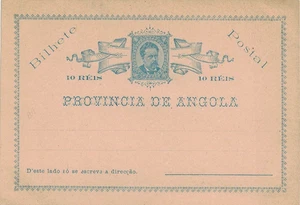 Bilhete Postal
10 RÉIS 10 RÉIS
PROVINCIA DE ANGOLA
D'este lado só se escreve a direcção.